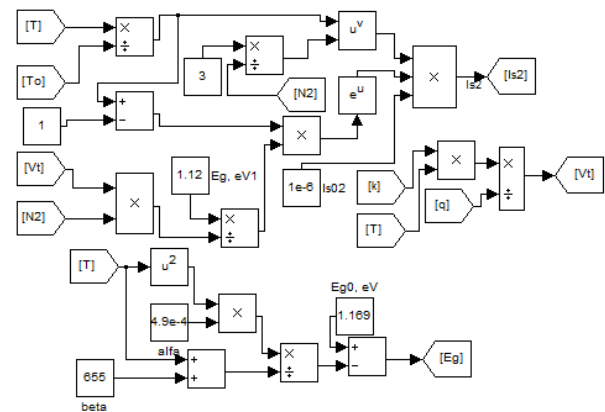 [T]
×
÷
[To]
3
×
÷
[N2]
u^v
×
Is2
[Is2]
+
−
1
e^u
×
[Vt]
[N2]
×
1.12
Eg, eV1
×
÷
1e-6
Is02
[k]
[T]
×
[q]
×
÷
[Vt]
[T]
u^2
4.9e-4
alfa
×
Eg0, eV
1.169
+
−
[Eg]
655
beta
+
+
×
÷